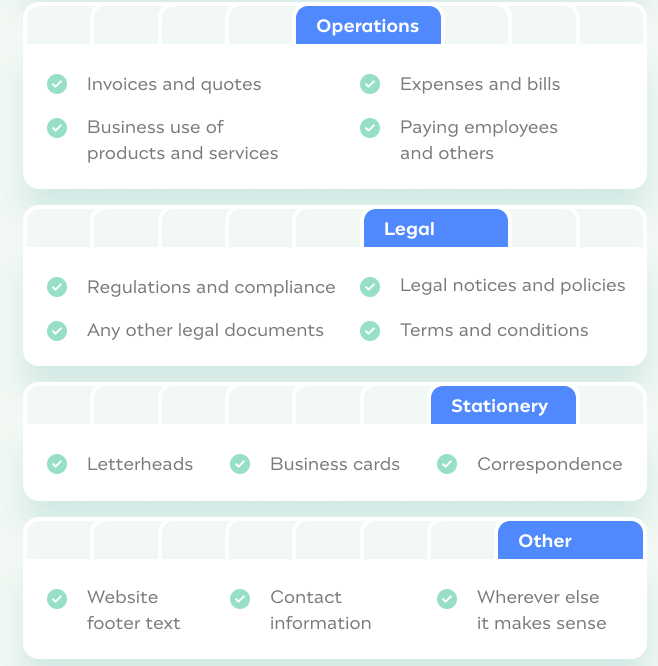 Operations
Invoices and quotes
Expenses and bills
Business use of
products and services
Paying employees
and others
Legal
Regulations and compliance
Legal notices and policies
Any other legal documents
Terms and conditions
Stationery
Letterheads
Business cards
Correspondence
Other
Website
footer text
Contact
information
Wherever else
it makes sense